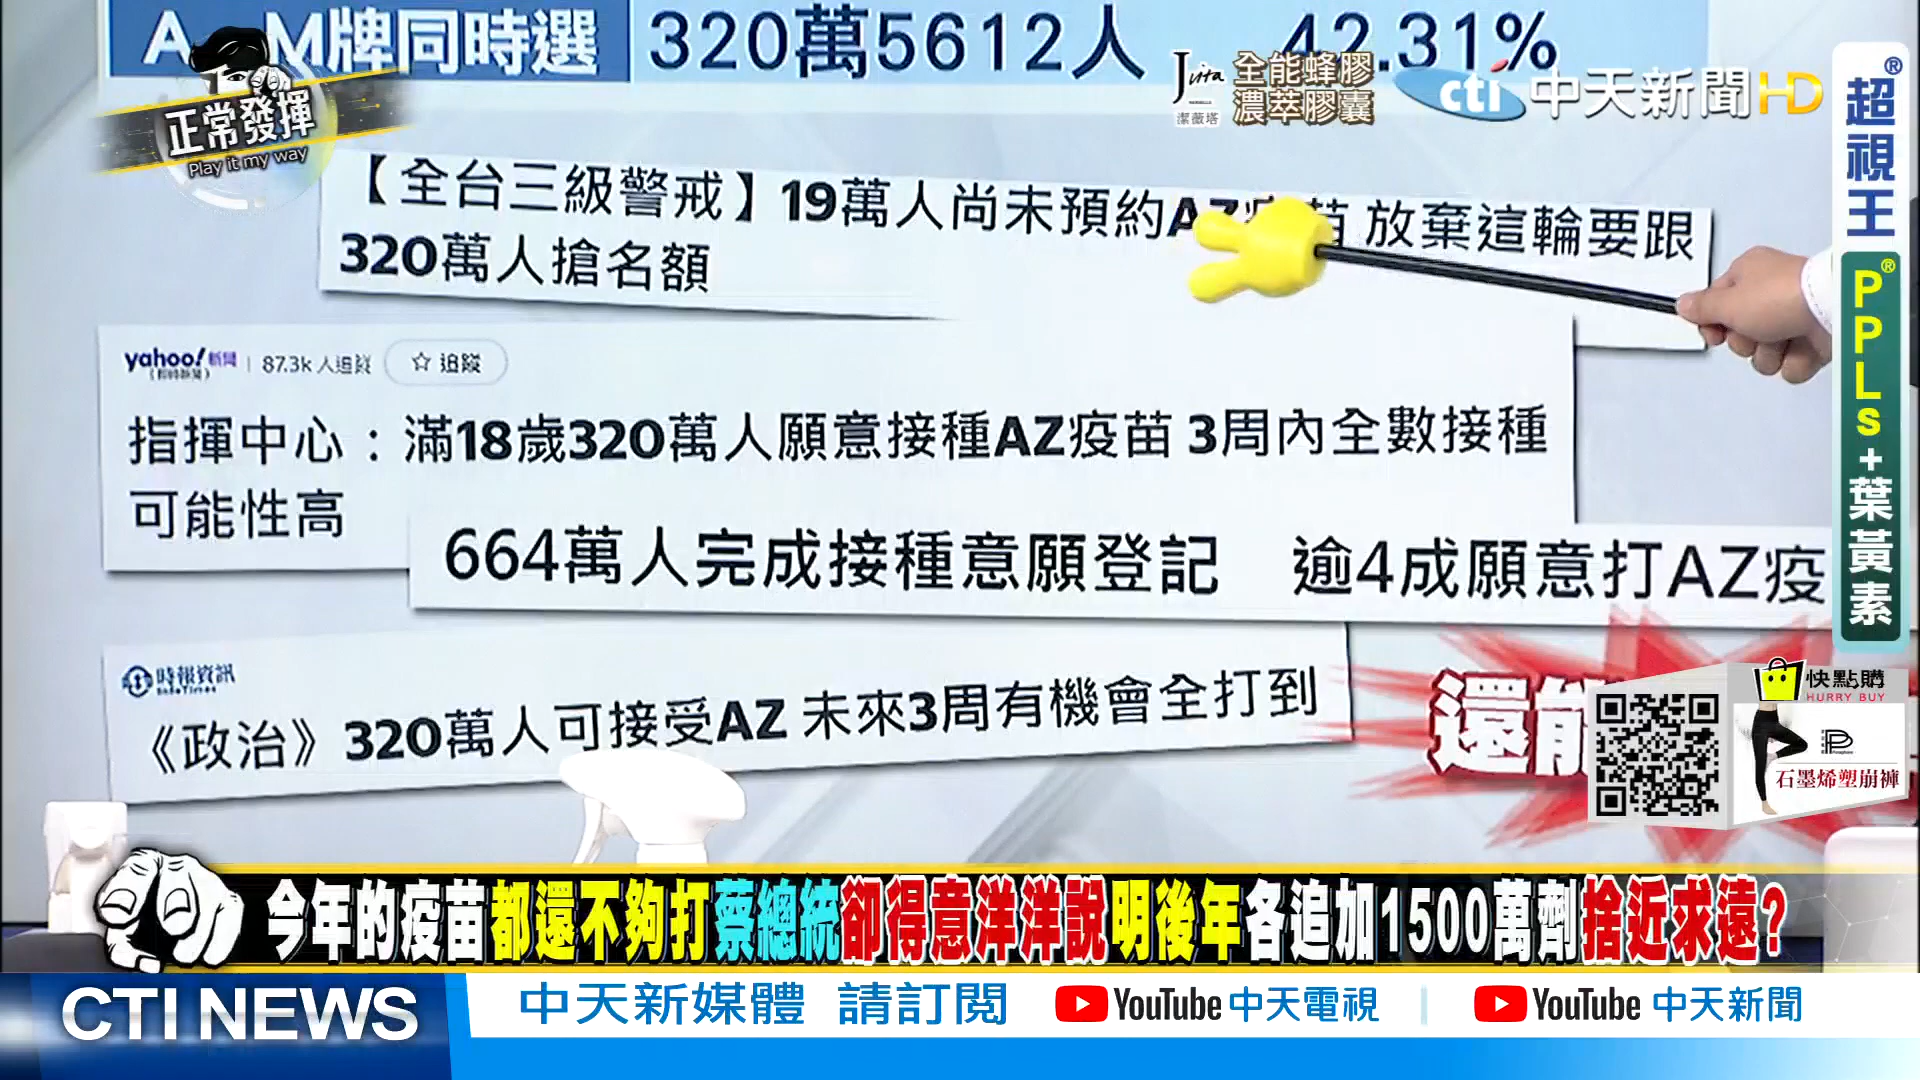 A M牌同時選 320萬5612人 42.31%
正常發揮
Play it my way
Jvita
潔薇塔
全能蜂膠
濃萃膠囊
cti 中天新聞HD
超視王
PPLs+葉黃素
【全台三級警戒】19萬人尚未預約AZ疫苗 放棄這輪要跟
320萬人搶名額
yahoo!新聞 87.3k 人追蹤 ☆ 追蹤
指揮中心：滿18歲320萬人願意接種AZ疫苗 3周內全數接種
可能性高
664萬人完成接種意願登記 逾4成願意打AZ疫
時報資訊
《政治》320萬人可接受AZ 未來3周有機會全打到
還能
快點購
HURRY BUY
石墨烯塑崩褲
今年的疫苗都還不夠打蔡總統卻得意洋洋說明後年各追加1500萬劑捨近求遠?
CTI NEWS
中天新媒體 請訂閱 YouTube 中天電視 | YouTube 中天新聞